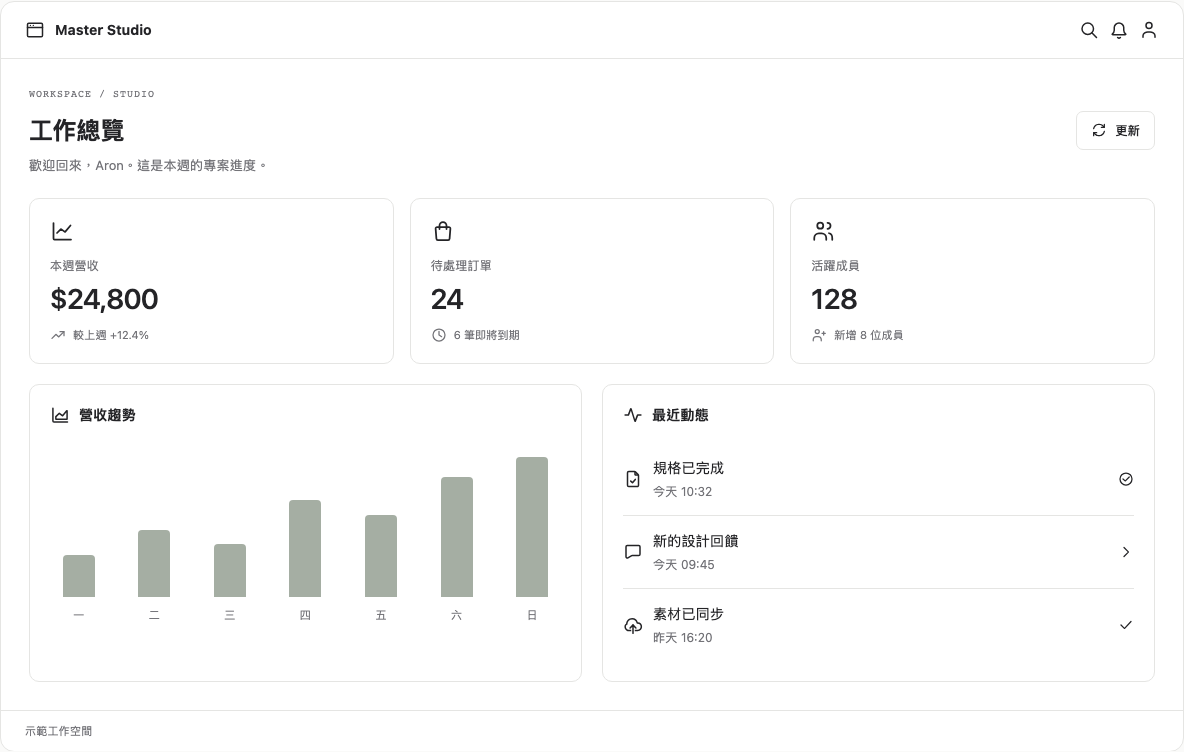 Master Studio
WORKSPACE / STUDIO
工作總覽
歡迎回來，Aron。這是本週的專案進度。
更新
本週營收
$24,800
較上週 +12.4%
待處理訂單
24
6 筆即將到期
活躍成員
128
新增 8 位成員
營收趨勢
一 二 三 四 五 六 日
最近動態
規格已完成
今天 10:32
新的設計回饋
今天 09:45
素材已同步
昨天 16:20
示範工作空間